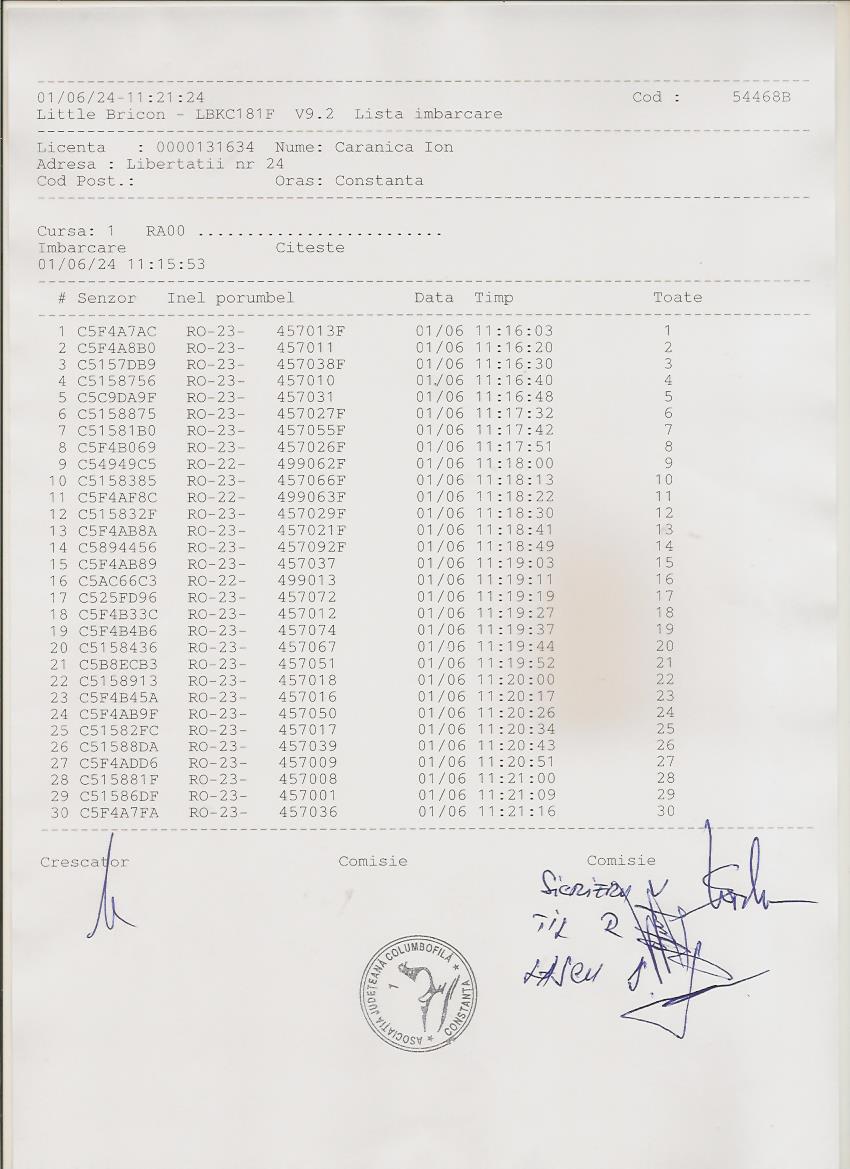 01/06/24-11:21:24 Cod : 54468B
Little Bricon - LBKC181F V9.2 Lista imbarcare
Licenta : 0000131634 Nume: Caranica Ion
Adresa : Libertatii nr 24
Cod Post.: Oras: Constanta
Cursa: 1 RA00 .........................
Imbarcare Citeste
01/06/24 11:15:53
# Senzor Inel porumbel Data Timp Toate
1 C5F4A7AC RO-23- 457013F 01/06 11:16:03 1
2 C5F4A8B0 RO-23- 457011 01/06 11:16:20 2
3 C5157DB9 RO-23- 457038F 01/06 11:16:30 3
4 C5158756 RO-23- 457010 01/06 11:16:40 4
5 C5C9DA9F RO-23- 457031 01/06 11:16:48 5
6 C5158875 RO-23- 457027F 01/06 11:17:32 6
7 C51581B0 RO-23- 457055F 01/06 11:17:42 7
8 C5F4B069 RO-23- 457026F 01/06 11:17:51 8
9 C54949C5 RO-22- 499062F 01/06 11:18:00 9
10 C5158385 RO-23- 457066F 01/06 11:18:13 10
11 C5F4AF8C RO-22- 499063F 01/06 11:18:22 11
12 C515832F RO-23- 457029F 01/06 11:18:30 12
13 C5F4AB8A RO-23- 457021F 01/06 11:18:41 13
14 C5894456 RO-23- 457092F 01/06 11:18:49 14
15 C5F4AB89 RO-23- 457037 01/06 11:19:03 15
16 C5AC66C3 RO-22- 499013 01/06 11:19:11 16
17 C525FD96 RO-23- 457072 01/06 11:19:19 17
18 C5F4B33C RO-23- 457012 01/06 11:19:27 18
19 C5F4B4B6 RO-23- 457074 01/06 11:19:37 19
20 C5158436 RO-23- 457067 01/06 11:19:44 20
21 C5B8ECB3 RO-23- 457051 01/06 11:19:52 21
22 C5158913 RO-23- 457018 01/06 11:20:00 22
23 C5F4B45A RO-23- 457016 01/06 11:20:17 23
24 C5F4AB9F RO-23- 457050 01/06 11:20:26 24
25 C51582FC RO-23- 457017 01/06 11:20:34 25
26 C51588DA RO-23- 457039 01/06 11:20:43 26
27 C5F4ADD6 RO-23- 457009 01/06 11:20:51 27
28 C515881F RO-23- 457008 01/06 11:21:00 28
29 C51586DF RO-23- 457001 01/06 11:21:09 29
30 C5F4A7FA RO-23- 457036 01/06 11:21:16 30
Crescator Comisie Comisie
ASOCIAȚIA JUDEȚEANĂ COLUMBOFILĂ * CONSTANȚA *
1